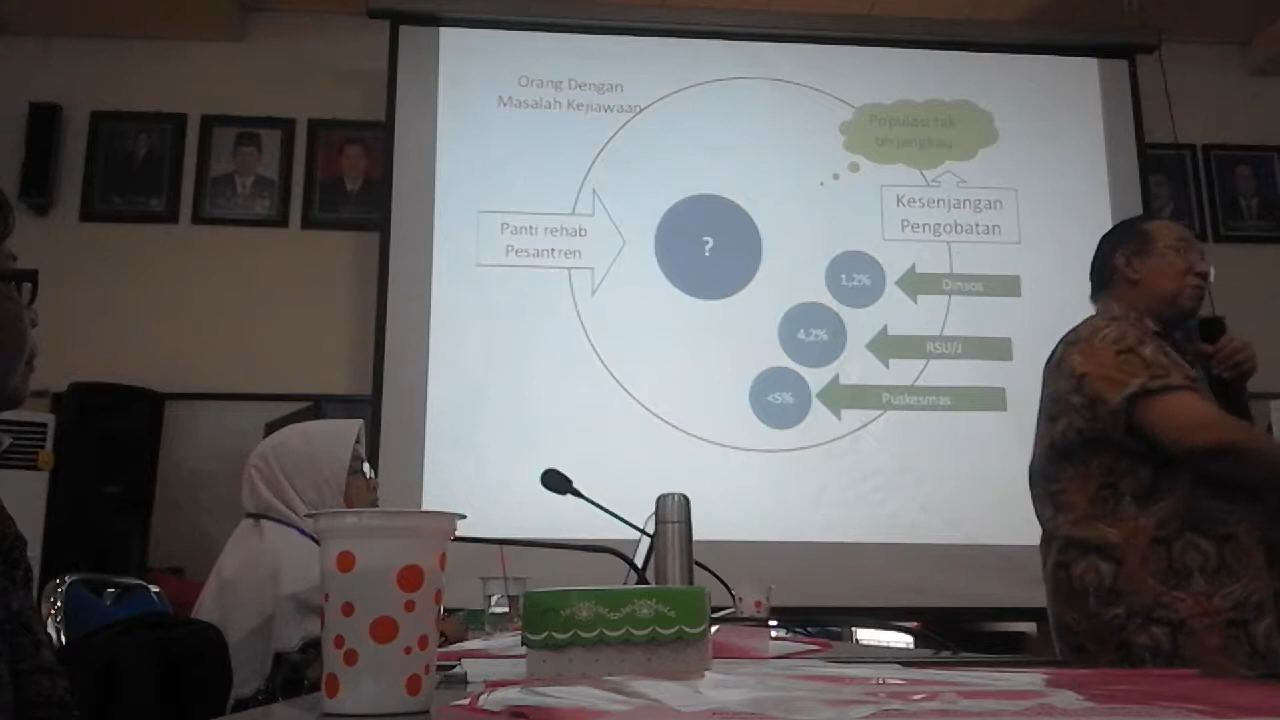 Orang Dengan
Masalah Kejiawaan
Populasi tak
terjangkau
Kesenjangan
Pengobatan
Panti rehab
Pesantren
?
1,2%
Dinsos
4,2%
RSU/J
<5%
Puskesmas